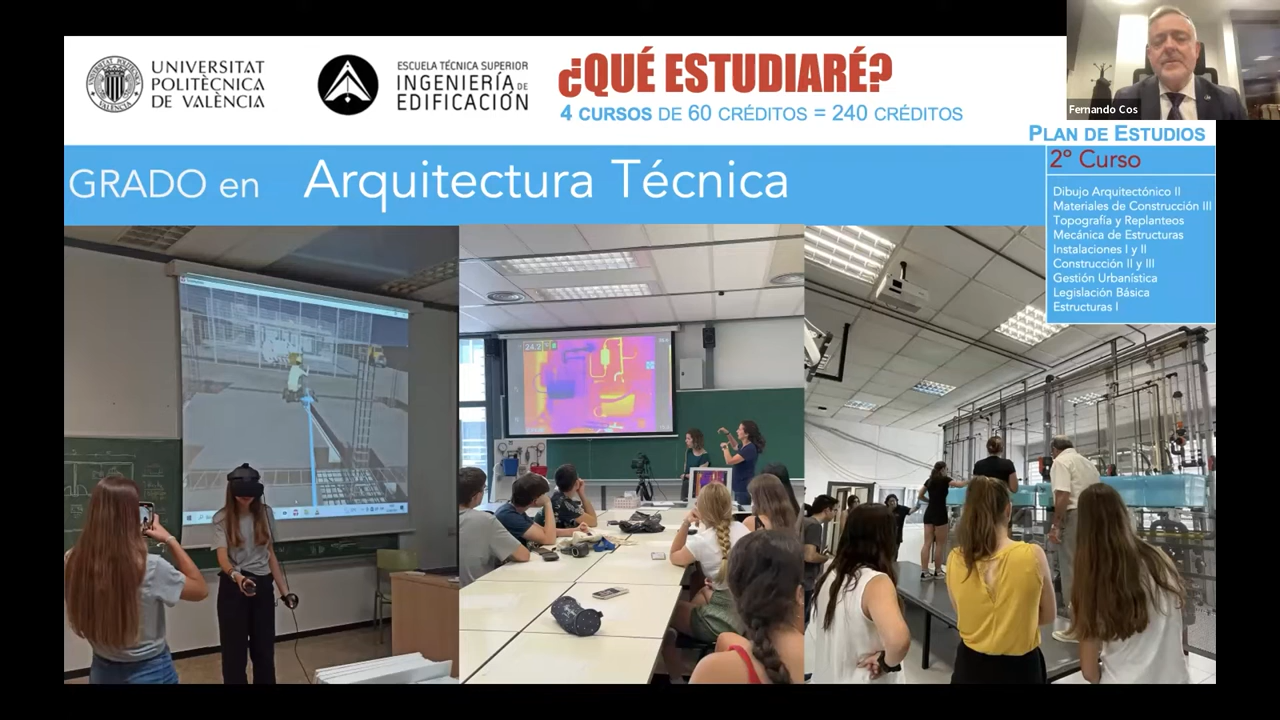 UNIVERSITAT
POLITÈCNICA
DE VALÈNCIA
ESCUELA TÉCNICA SUPERIOR
INGENIERÍA DE
EDIFICACIÓN
¿QUÉ ESTUDIARÉ?
4 CURSOS DE 60 CRÉDITOS = 240 CRÉDITOS
Fernando Cos
PLAN DE ESTUDIOS
GRADO en Arquitectura Técnica
2º Curso
Dibujo Arquitectónico II
Materiales de Construcción III
Topografía y Replanteos
Mecánica de Estructuras
Instalaciones I y II
Construcción II y III
Gestión Urbanística
Legislación Básica
Estructuras I
24.2